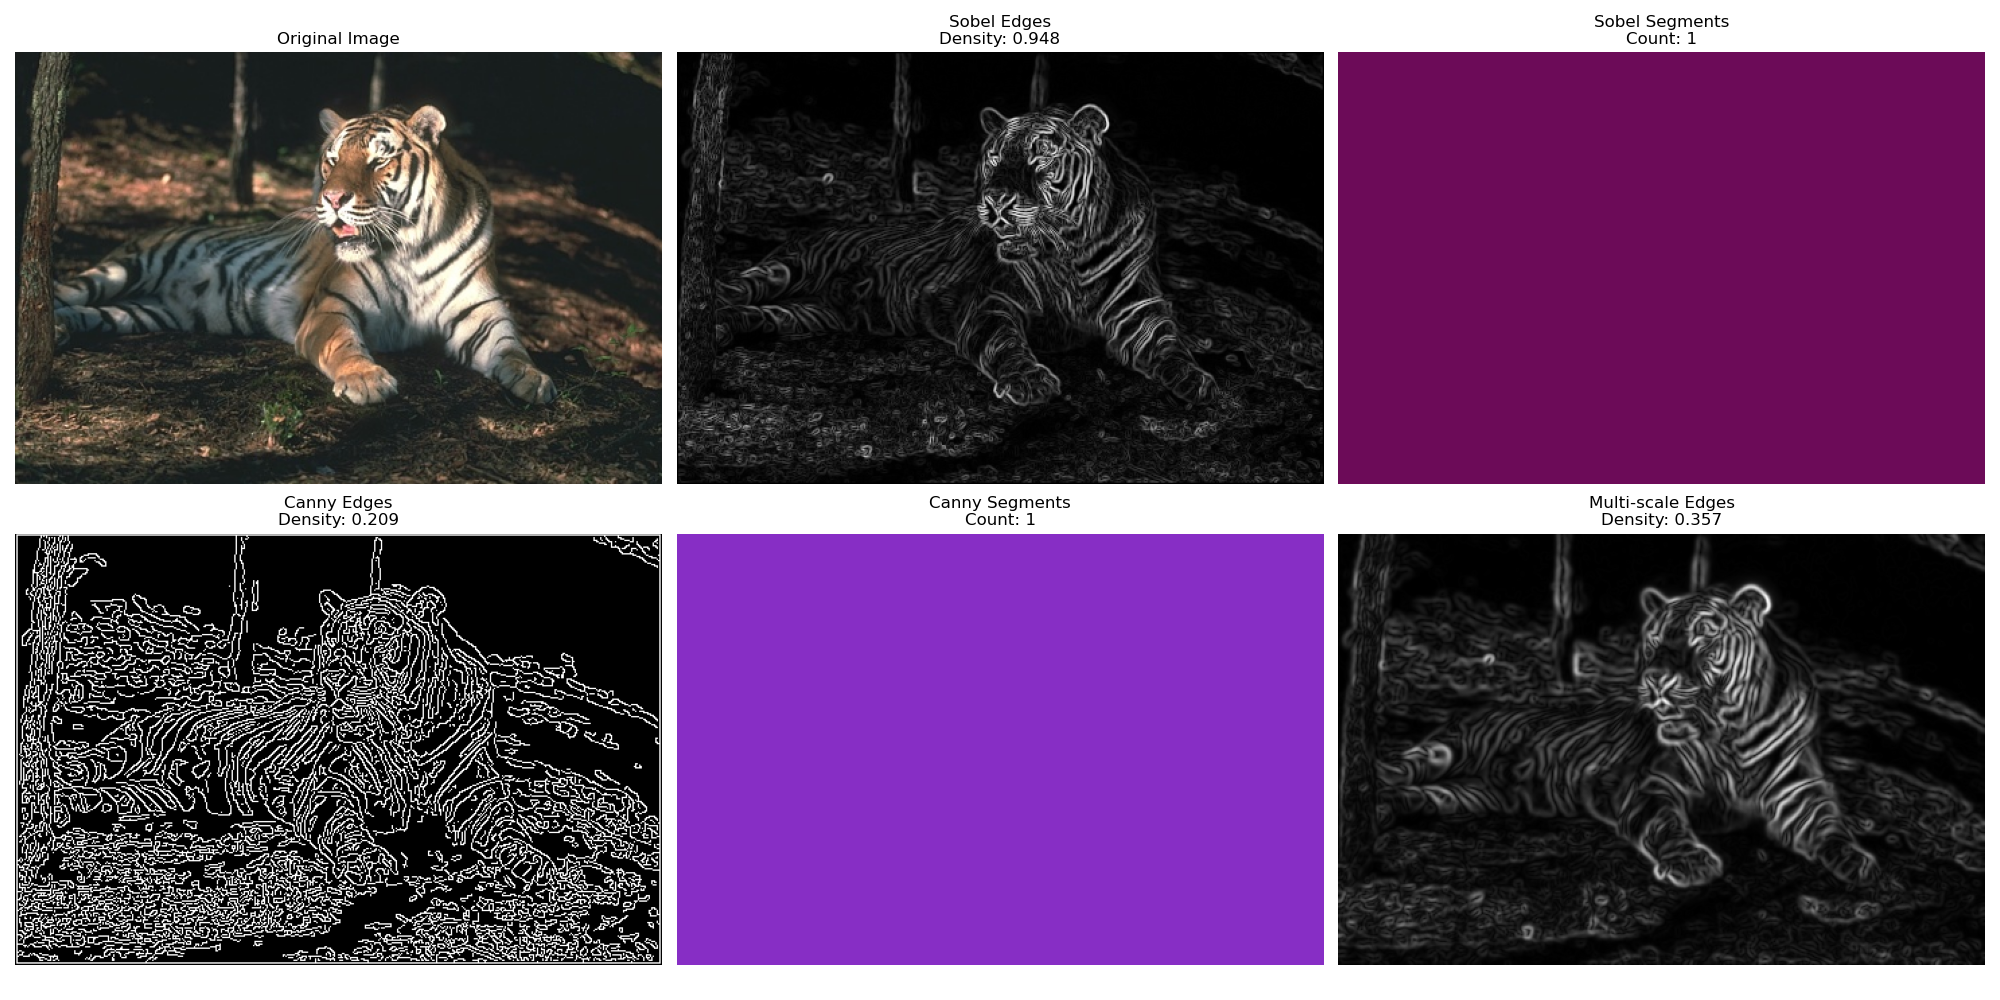 Original Image
Sobel Edges
Density: 0.948
Sobel Segments
Count: 1
Canny Edges
Density: 0.209
Canny Segments
Count: 1
Multi-scale Edges
Density: 0.357